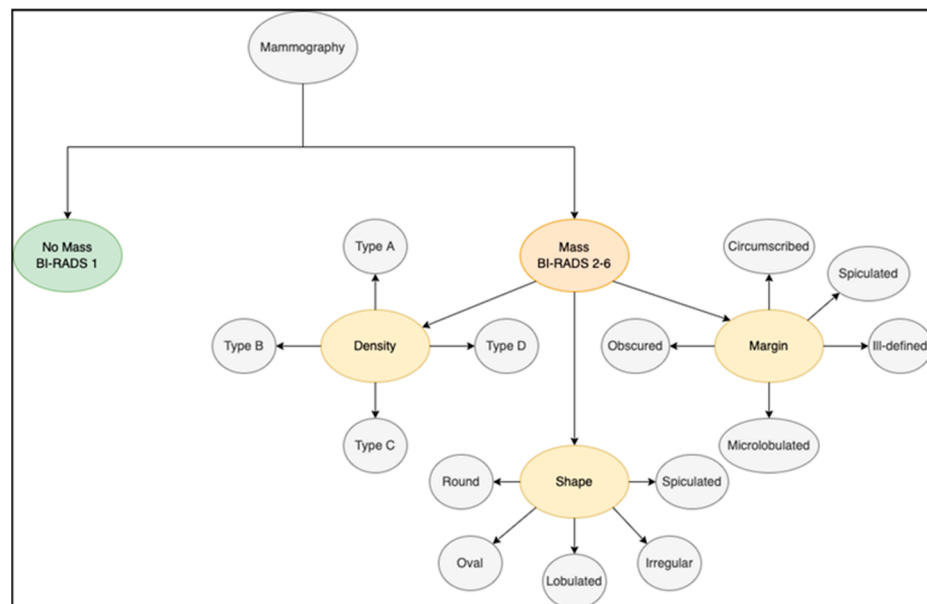 Mammography
No Mass
BI-RADS 1
Mass
BI-RADS 2-6
Type A
Circumscribed
Spiculated
Type B
Density
Type D
Obscured
Margin
Ill-defined
Type C
Microlobulated
Round
Shape
Spiculated
Oval
Lobulated
Irregular